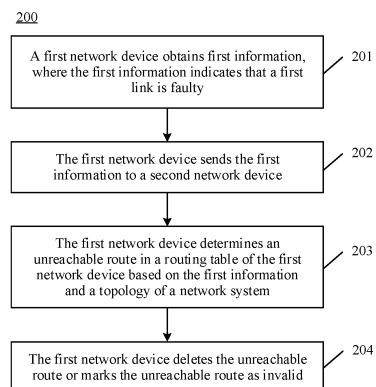 200
A first network device obtains first information,
where the first information indicates that a first
link is faulty
201
The first network device sends the first
information to a second network device
202
The first network device determines an
unreachable route in a routing table of the first
network device based on the first information
and a topology of a network system
203
The first network device deletes the unreachable
route or marks the unreachable route as invalid
204